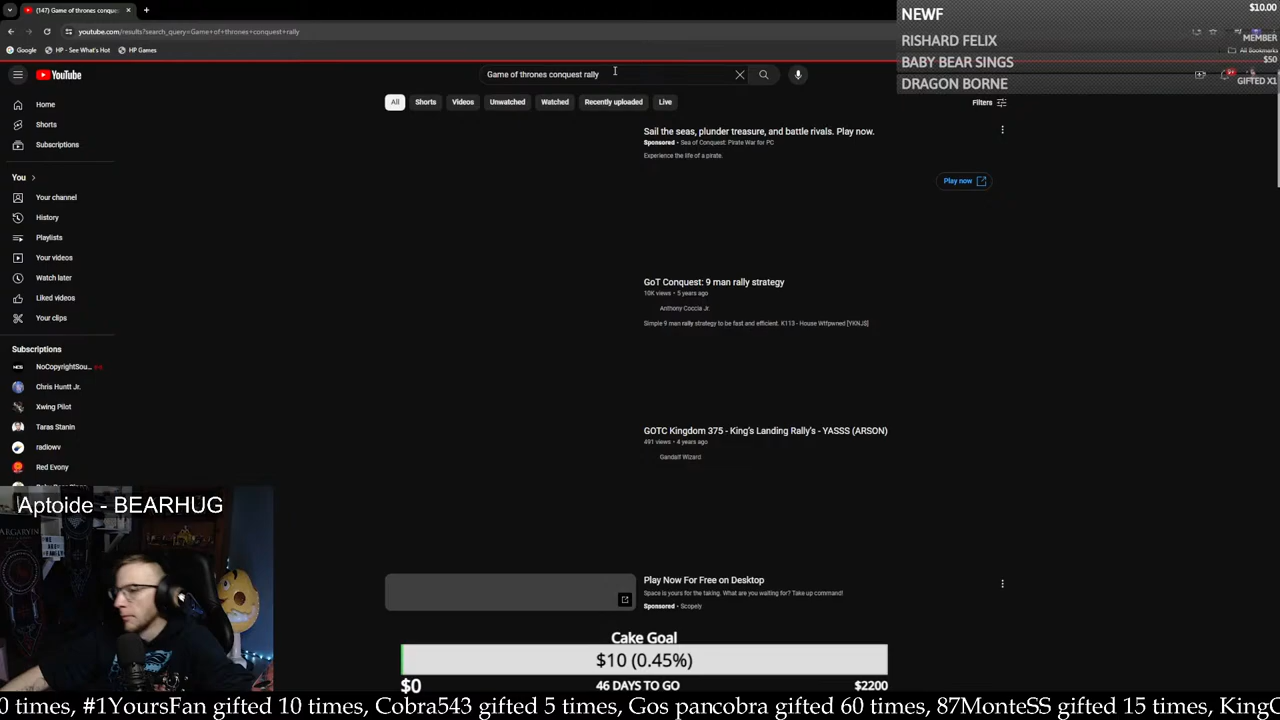 (147) Game of thrones conques
youtube.com/results?search_query=Game+of+thrones+conquest+rally
Google
HP - See What's Hot
HP Games
All Bookmarks
NEWF
$10.00
RISHARD FELIX
MEMBER
BABY BEAR SINGS
$50
DRAGON BORNE
GIFTED X1
YouTube
Game of thrones conquest rally
Home
Shorts
Subscriptions
You
Your channel
History
Playlists
Your videos
Watch later
Liked videos
Your clips
Subscriptions
NoCopyrightSou...
Chris Huntt Jr.
Xwing Pilot
Taras Stanin
radiowv
Red Evony
All
Shorts
Videos
Unwatched
Watched
Recently uploaded
Live
Filters
Sail the seas, plunder treasure, and battle rivals. Play now.
Sponsored • Sea of Conquest: Pirate War for PC
Experience the life of a pirate.
Play now
GoT Conquest: 9 man rally strategy
10K views • 5 years ago
Anthony Coccia Jr.
Simple 9 man rally strategy to be fast and efficient. K113 - House Wtfpwned [YKNJS]
GOTC Kingdom 375 - King's Landing Rally's - YASSS (ARSON)
491 views • 4 years ago
Gandalf Wizard
Play Now For Free on Desktop
Space is yours for the taking. What are you waiting for? Take up command!
Sponsored • Scopely
Aptoide - BEARHUG
Cake Goal
$10 (0.45%)
$0
46 DAYS TO GO
$2200
0 times, #1YoursFan gifted 10 times, Cobra543 gifted 5 times, Gos pancobra gifted 60 times, 87MonteSS gifted 15 times, KingC